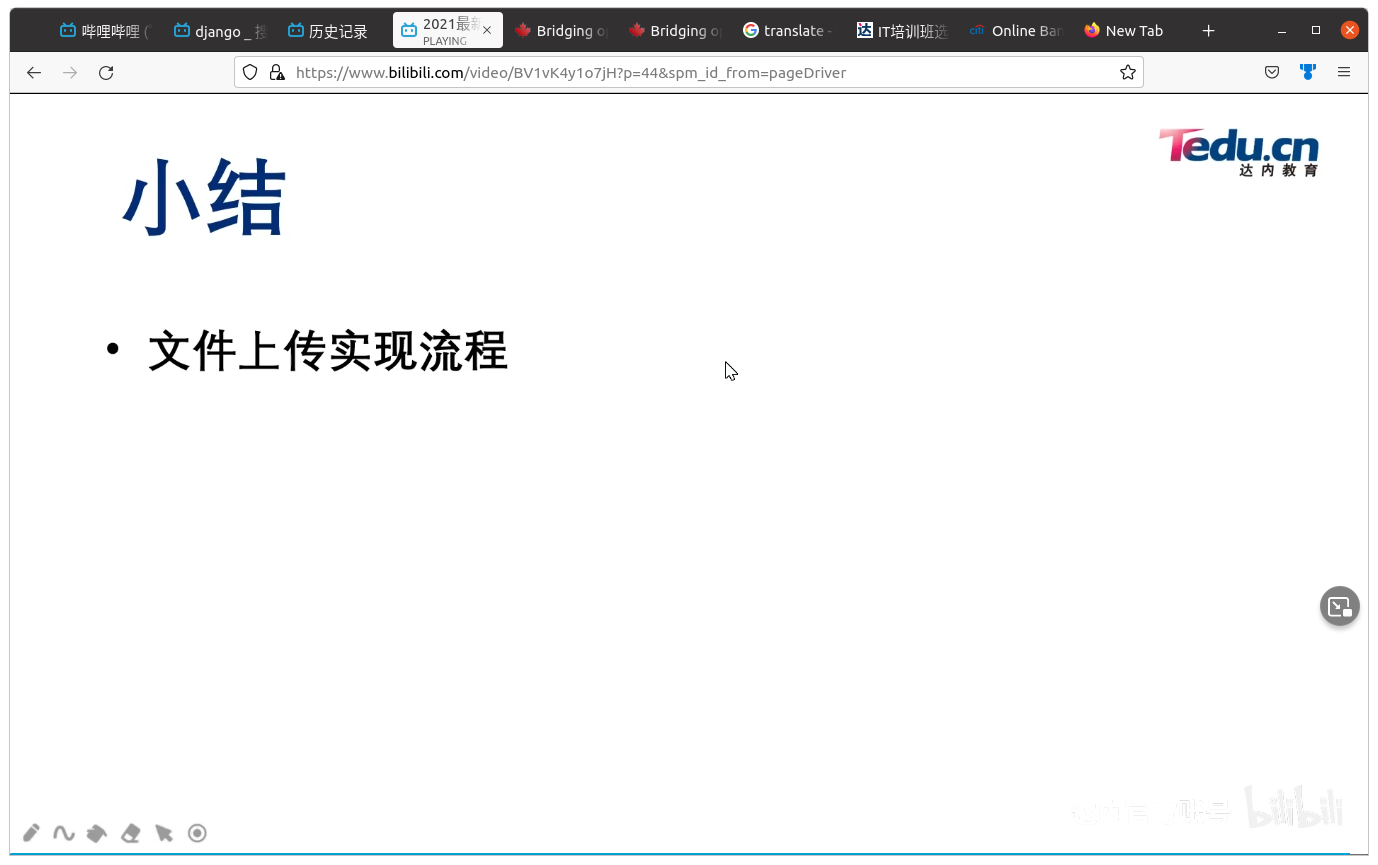 哔哩哔哩 (
django _ 搜
历史记录
2021最新
PLAYING
Bridging o
Bridging o
translate -
IT培训班选
citi
Online Ban
New Tab
https://www.bilibili.com/video/BV1vK4y1o7jH?p=44&spm_id_from=pageDriver
Tedu.cn
达内教育
小结
• 文件上传实现流程
bilibili